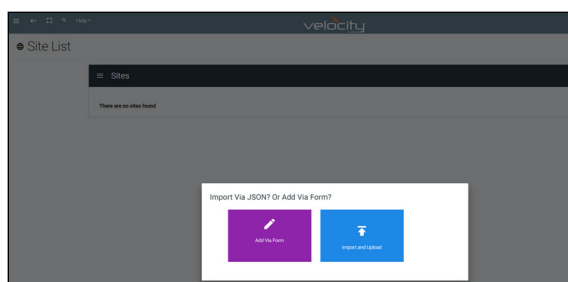 Help
velocity
Site List
Sites
There are no sites found
Import Via JSON? Or Add Via Form?
Add Via Form
Import and Upload